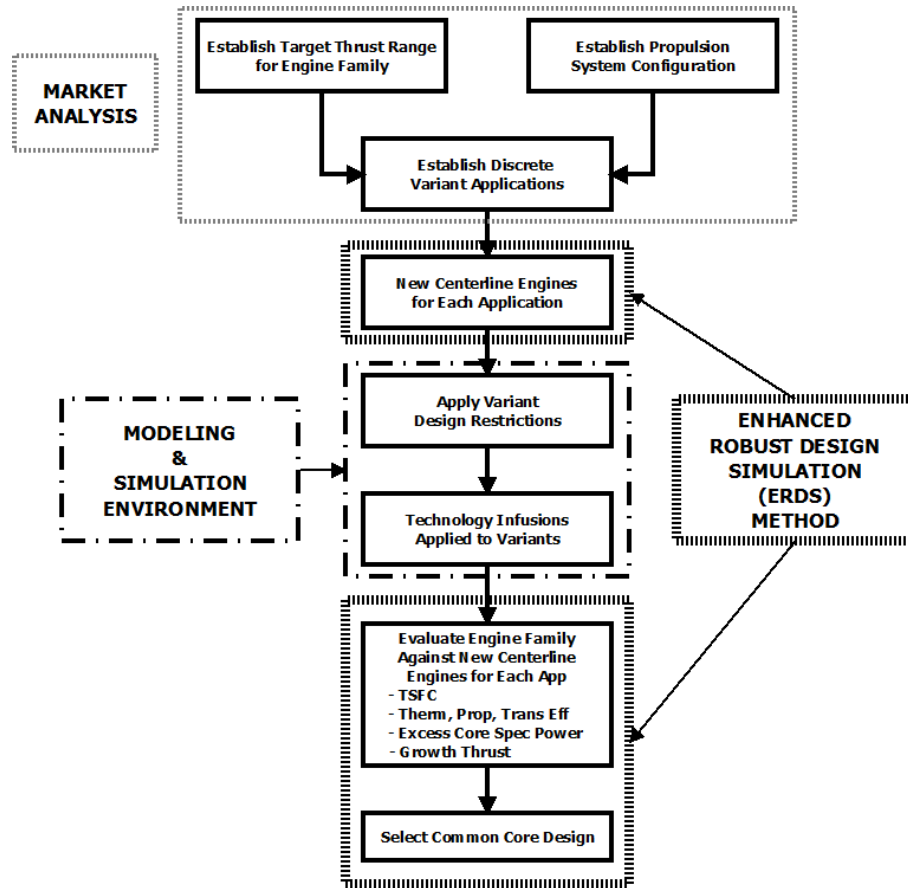 Establish Target Thrust Range
for Engine Family
Establish Propulsion
System Configuration
MARKET
ANALYSIS
Establish Discrete
Variant Applications
New Centerline Engines
for Each Application
Apply Variant
Design Restrictions
MODELING
&
SIMULATION
ENVIRONMENT
ENHANCED
ROBUST DESIGN
SIMULATION
(ERDS)
METHOD
Technology Infusions
Applied to Variants
Evaluate Engine Family
Against New Centerline
Engines for Each App
- TSFC
- Therm, Prop, Trans Eff
- Excess Core Spec Power
- Growth Thrust
Select Common Core Design